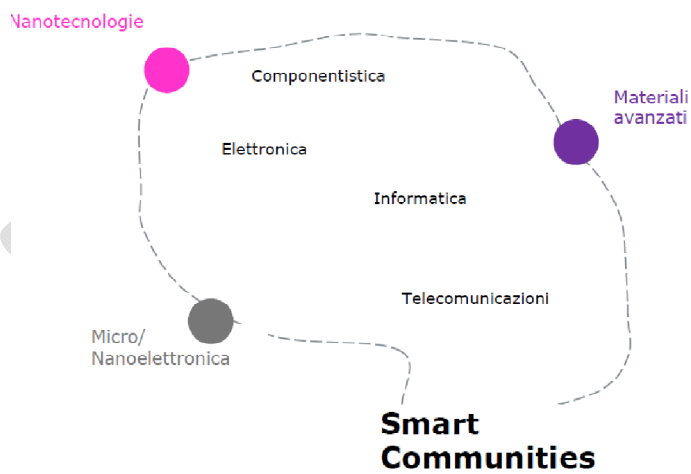 Nanotecnologie
Componentistica
Materiali
avanzati
Elettronica
Informatica
Telecomunicazioni
Micro/
Nanoelettronica
Smart
Communities